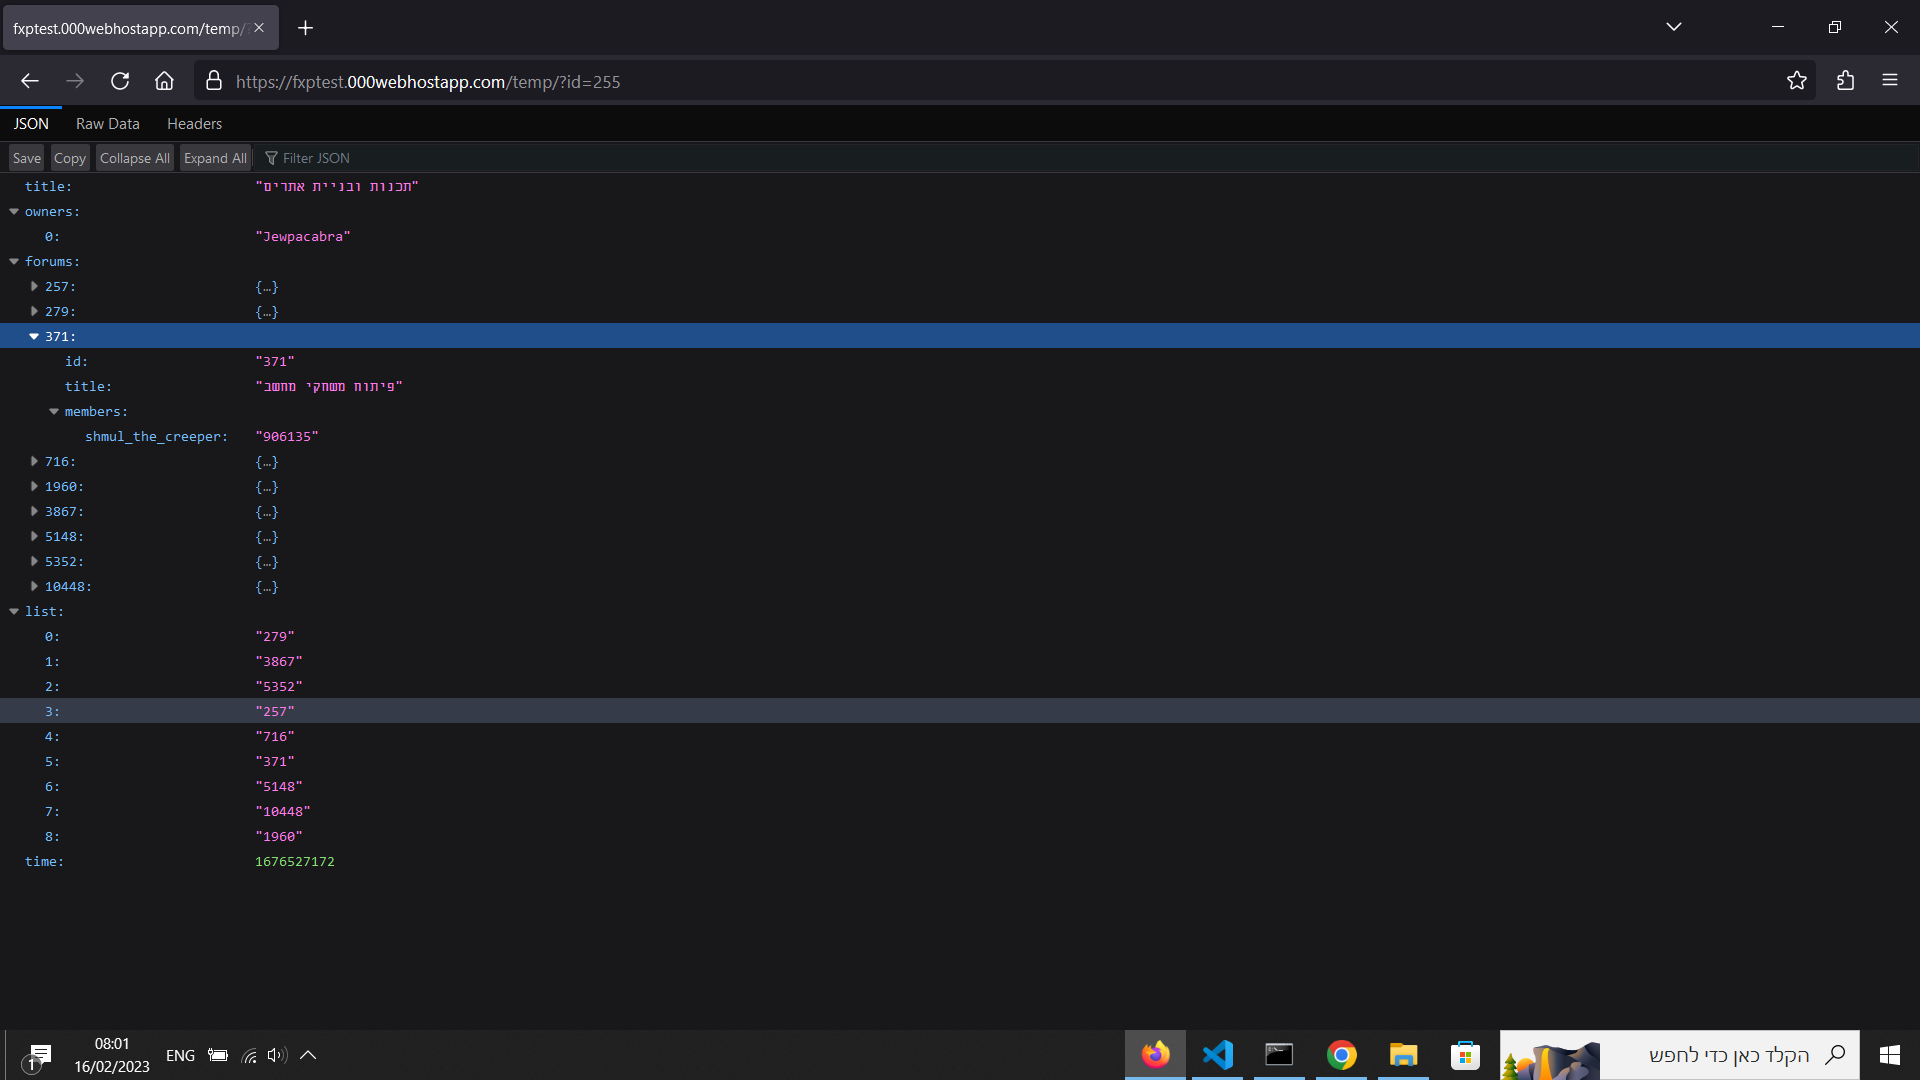 fxptest.000webhostapp.com/temp/?
https://fxptest.000webhostapp.com/temp/?id=255
JSON Raw Data Headers
Save Copy Collapse All Expand All Filter JSON
title: "תכנות ובניית אתרים"
owners:
0: "Jewpacabra"
forums:
257: {…}
279: {…}
371:
id: "371"
title: "פיתוח משחקי מחשב"
members:
shmul_the_creeper: "906135"
716: {…}
1960: {…}
3867: {…}
5148: {…}
5352: {…}
10448: {…}
list:
0: "279"
1: "3867"
2: "5352"
3: "257"
4: "716"
5: "371"
6: "5148"
7: "10448"
8: "1960"
time: 1676527172
1 08:01 ENG הקלד כאן כדי לחפש
16/02/2023